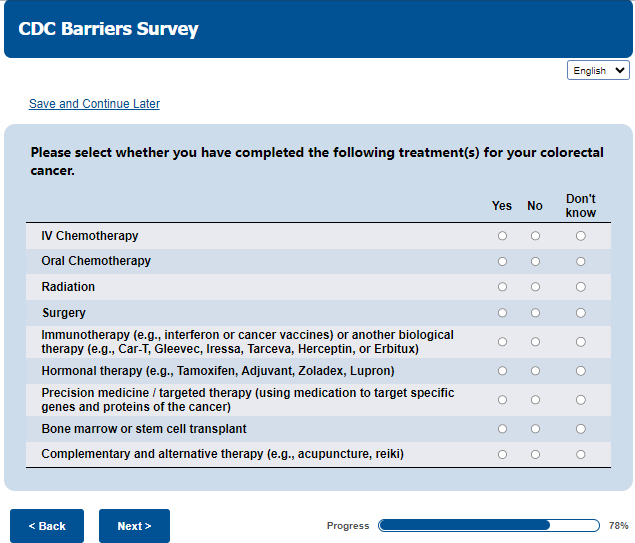 CDC Barriers Survey
English
Save and Continue Later
Please select whether you have completed the following treatment(s) for your colorectal
cancer.
Yes No Don't
know
IV Chemotherapy
Oral Chemotherapy
Radiation
Surgery
Immunotherapy (e.g., interferon or cancer vaccines) or another biological
therapy (e.g., Car-T, Gleevec, Iressa, Tarceva, Herceptin, or Erbitux)
Hormonal therapy (e.g., Tamoxifen, Adjuvant, Zoladex, Lupron)
Precision medicine / targeted therapy (using medication to target specific
genes and proteins of the cancer)
Bone marrow or stem cell transplant
Complementary and alternative therapy (e.g., acupuncture, reiki)
< Back Next > Progress 78%